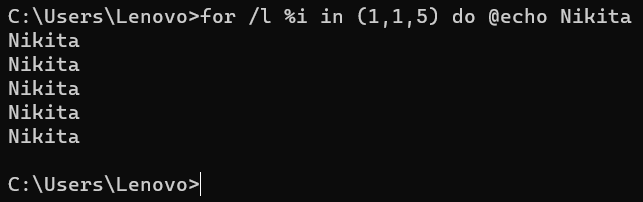 C:\Users\Lenovo>for /l %i in (1,1,5) do @echo Nikita
Nikita
Nikita
Nikita
Nikita
Nikita
C:\Users\Lenovo>